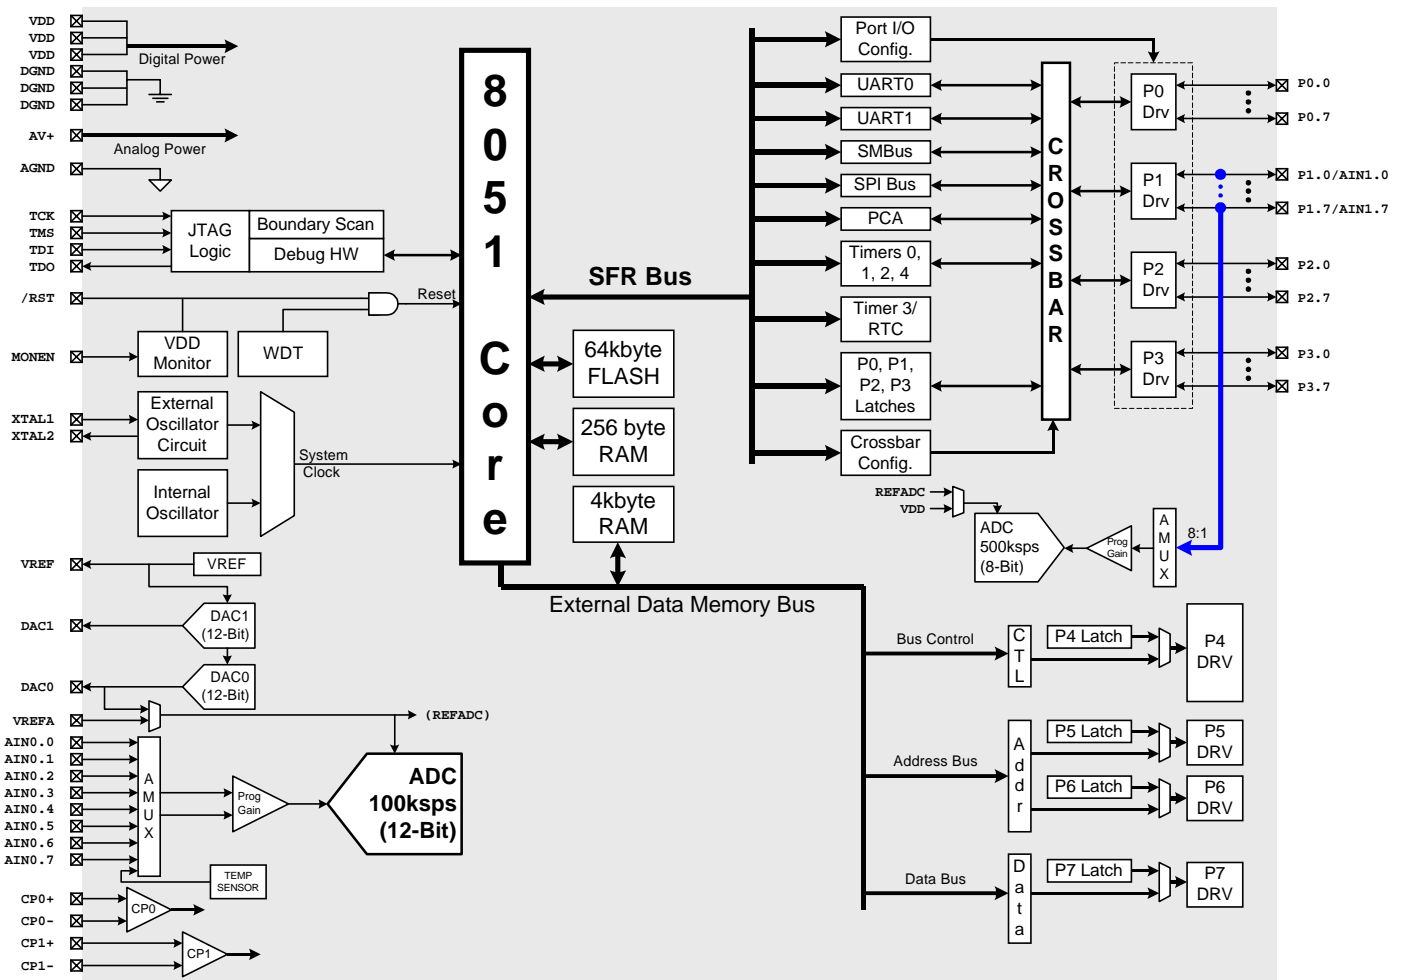 VDD
VDD
VDD
Digital Power
DGND
DGND
DGND
AV+
Analog Power
AGND
TCK
TMS
TDI
TDO
JTAG
Logic
Boundary Scan
Debug HW
/RST
Reset
MONEN
VDD
Monitor
WDT
XTAL1
XTAL2
External
Oscillator
Circuit
System
Clock
Internal
Oscillator
VREF
VREF
DAC1
DAC1
(12-Bit)
DAC0
DAC0
(12-Bit)
VREFA
(REFADC)
AIN0.0
AIN0.1
AIN0.2
AIN0.3
AIN0.4
AIN0.5
AIN0.6
AIN0.7
A
M
U
X
Prog
Gain
ADC
100ksps
(12-Bit)
TEMP
SENSOR
CP0+
CP0-
CP0
CP1+
CP1-
CP1
8
0
5
1
C
o
r
e
SFR Bus
64kbyte
FLASH
256 byte
RAM
4kbyte
RAM
External Data Memory Bus
Port I/O
Config.
UART0
UART1
SMBus
SPI Bus
PCA
Timers 0,
1, 2, 4
Timer 3/
RTC
P0, P1,
P2, P3
Latches
Crossbar
Config.
C
R
O
S
S
B
A
R
P0
Drv
P1
Drv
P2
Drv
P3
Drv
P0.0
P0.7
P1.0/AIN1.0
P1.7/AIN1.7
P2.0
P2.7
P3.0
P3.7
REFADC
VDD
ADC
500ksps
(8-Bit)
Prog
Gain
A
M
U
X
8:1
Bus Control
C
T
L
P4 Latch
P4
DRV
Address Bus
A
d
d
r
P5 Latch
P5
DRV
P6 Latch
P6
DRV
Data Bus
D
a
t
a
P7 Latch
P7
DRV